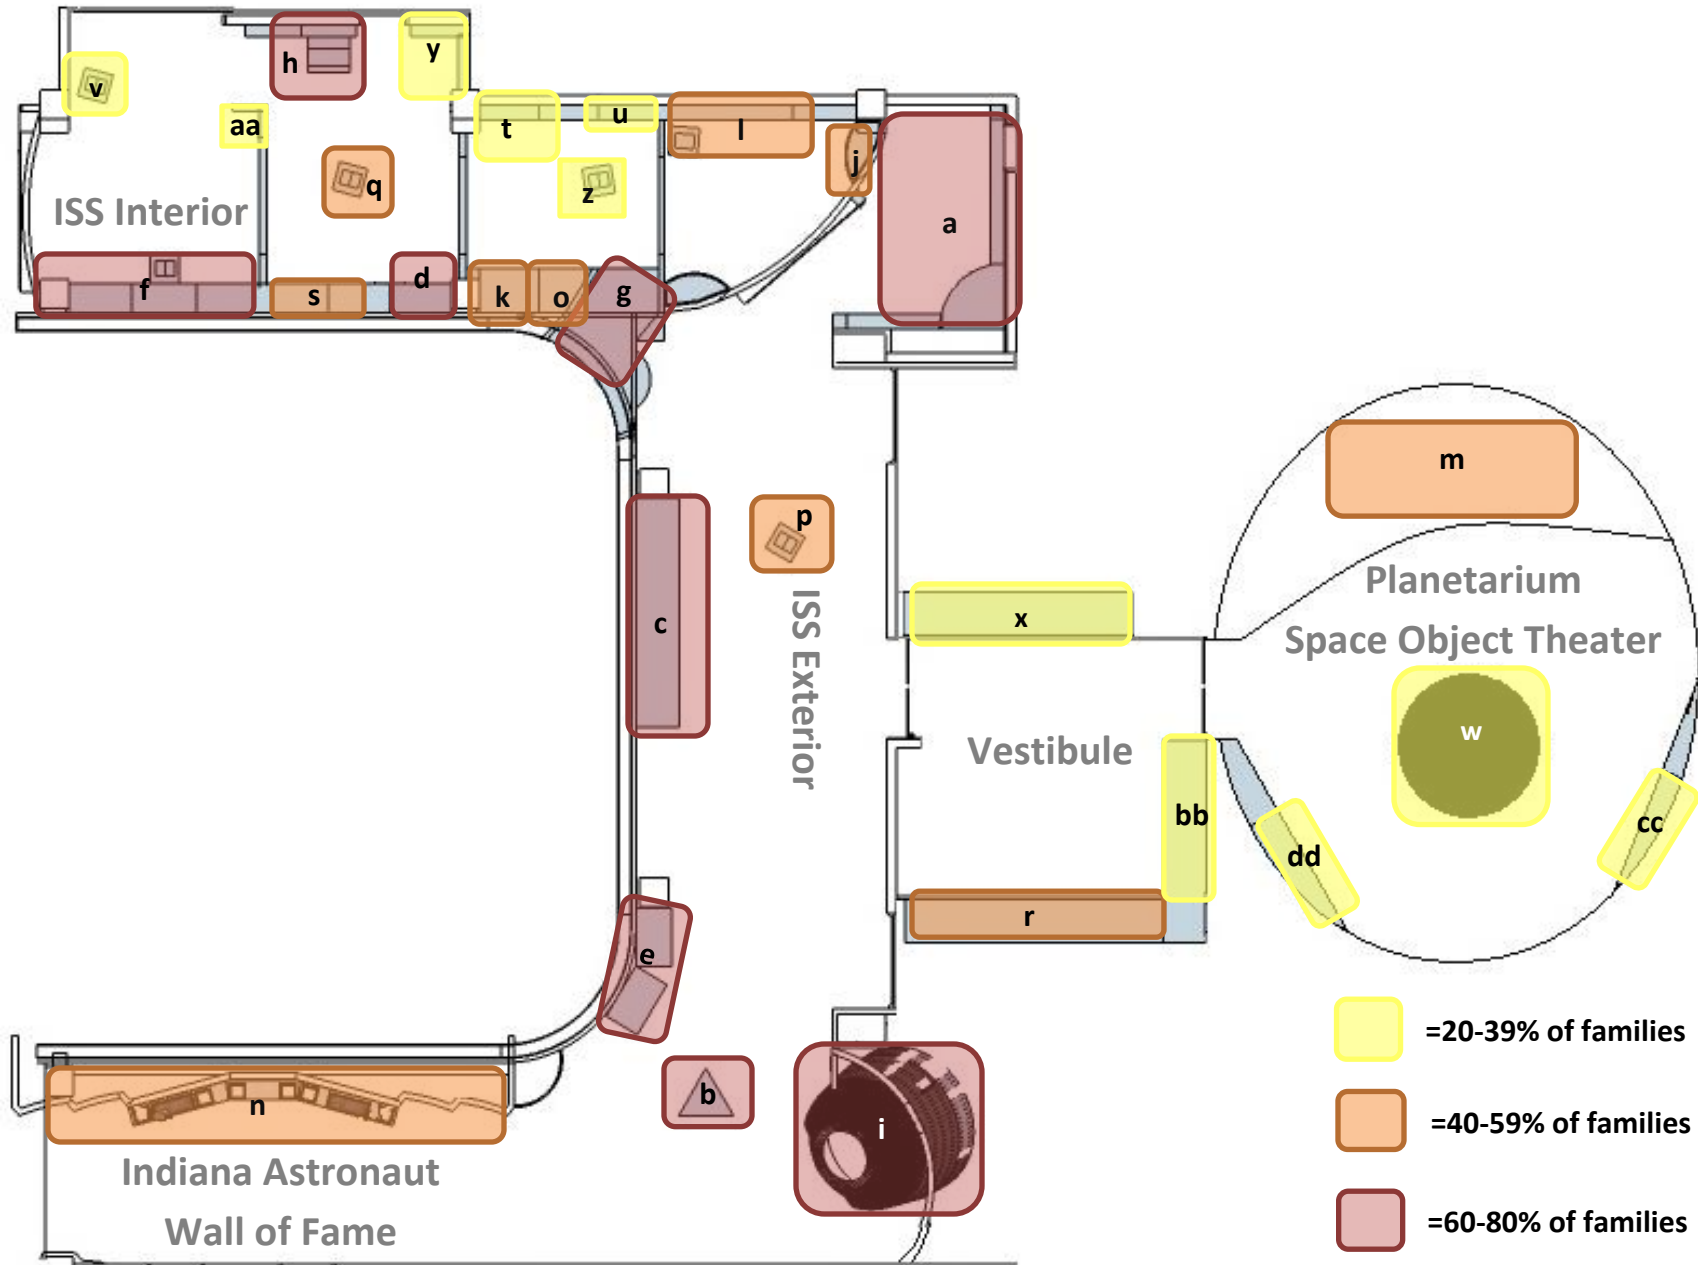 h
y
v
t
u
l
aa
j
q
z
ISS Interior
a
f
s
d
k
o
g
m
p
c
ISS Exterior
x
Planetarium
Space Object Theater
w
Vestibule
bb
cc
dd
r
e
b
i
n
Indiana Astronaut
Wall of Fame
=20-39% of families
=40-59% of families
=60-80% of families